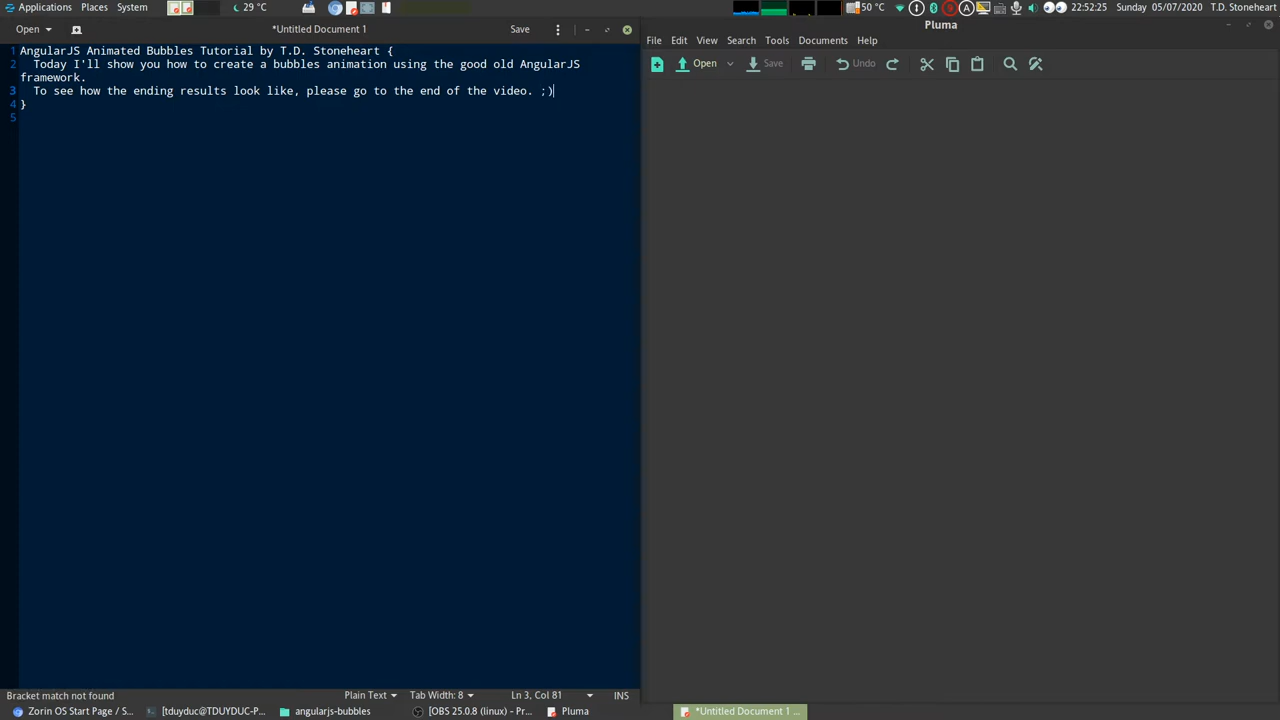 Applications Places System 29 °C 50 °C 22:52:25 Sunday 05/07/2020 T.D. Stoneheart
Open *Untitled Document 1 Save
1 AngularJS Animated Bubbles Tutorial by T.D. Stoneheart {
2 Today I'll show you how to create a bubbles animation using the good old AngularJS
framework.
3 To see how the ending results look like, please go to the end of the video. ;)
4 }
5
Bracket match not found Plain Text Tab Width: 8 Ln 3, Col 81 INS
Pluma
File Edit View Search Tools Documents Help
Open Save Undo
Zorin OS Start Page / S... [tduyduc@TDUYDUC-P... angularjs-bubbles [OBS 25.0.8 (linux) - Pr... Pluma *Untitled Document 1 ...